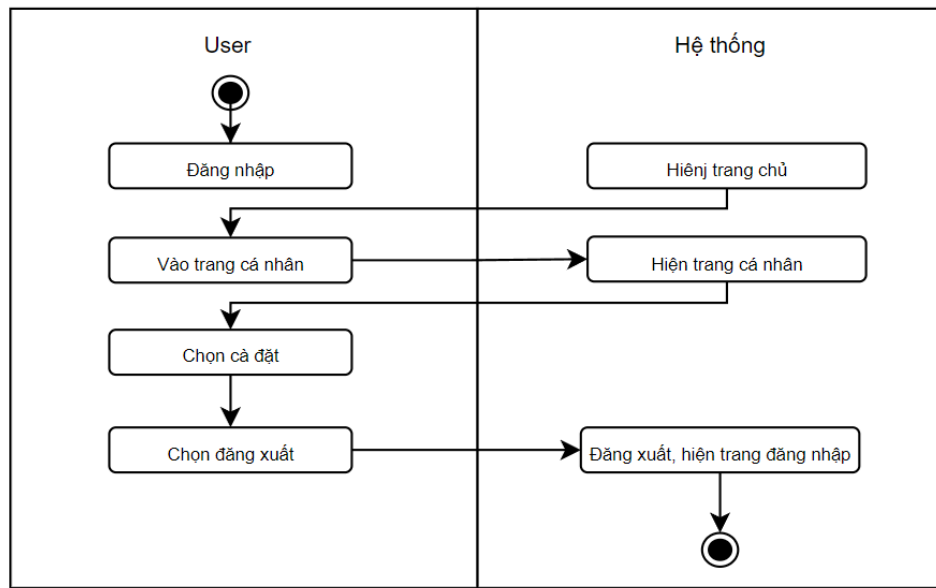 User
Hệ thống
Đăng nhập
Hiênj trang chủ
Vào trang cá nhân
Hiện trang cá nhân
Chọn cà đặt
Chọn đăng xuất
Đăng xuất, hiện trang đăng nhập